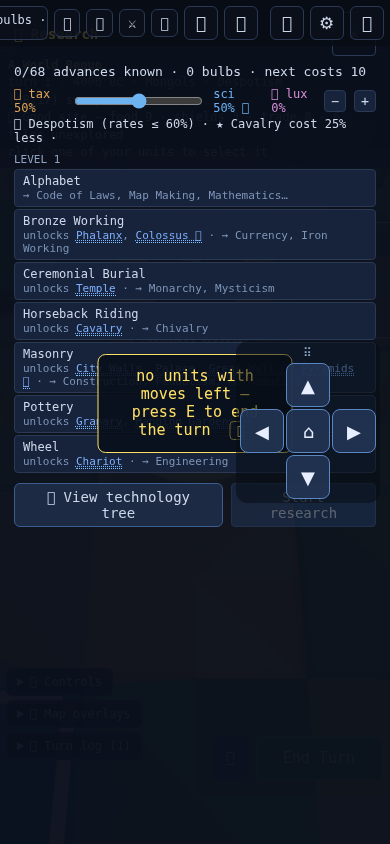 bulbs ·
0/68 advances known · 0 bulbs · next costs 10
tax 50%
sci 50%
lux 0%
− +
Despotism (rates ≤ 60%) · ★ Cavalry cost 25% less ·
LEVEL 1
Alphabet
→ Code of Laws, Map Making, Mathematics…
Bronze Working
unlocks Phalanx, Colossus · → Currency, Iron Working
Ceremonial Burial
unlocks Temple · → Monarchy, Mysticism
Horseback Riding
unlocks Cavalry · → Chivalry
Masonry
unlocks City
· → Const
no units with
moves left —
press E to end
the turn
Pottery
unlocks
Wheel
unlocks Chariot · → Engineering
View technology tree
Start research
Controls
Map overlays
Turn log (1)
End Turn